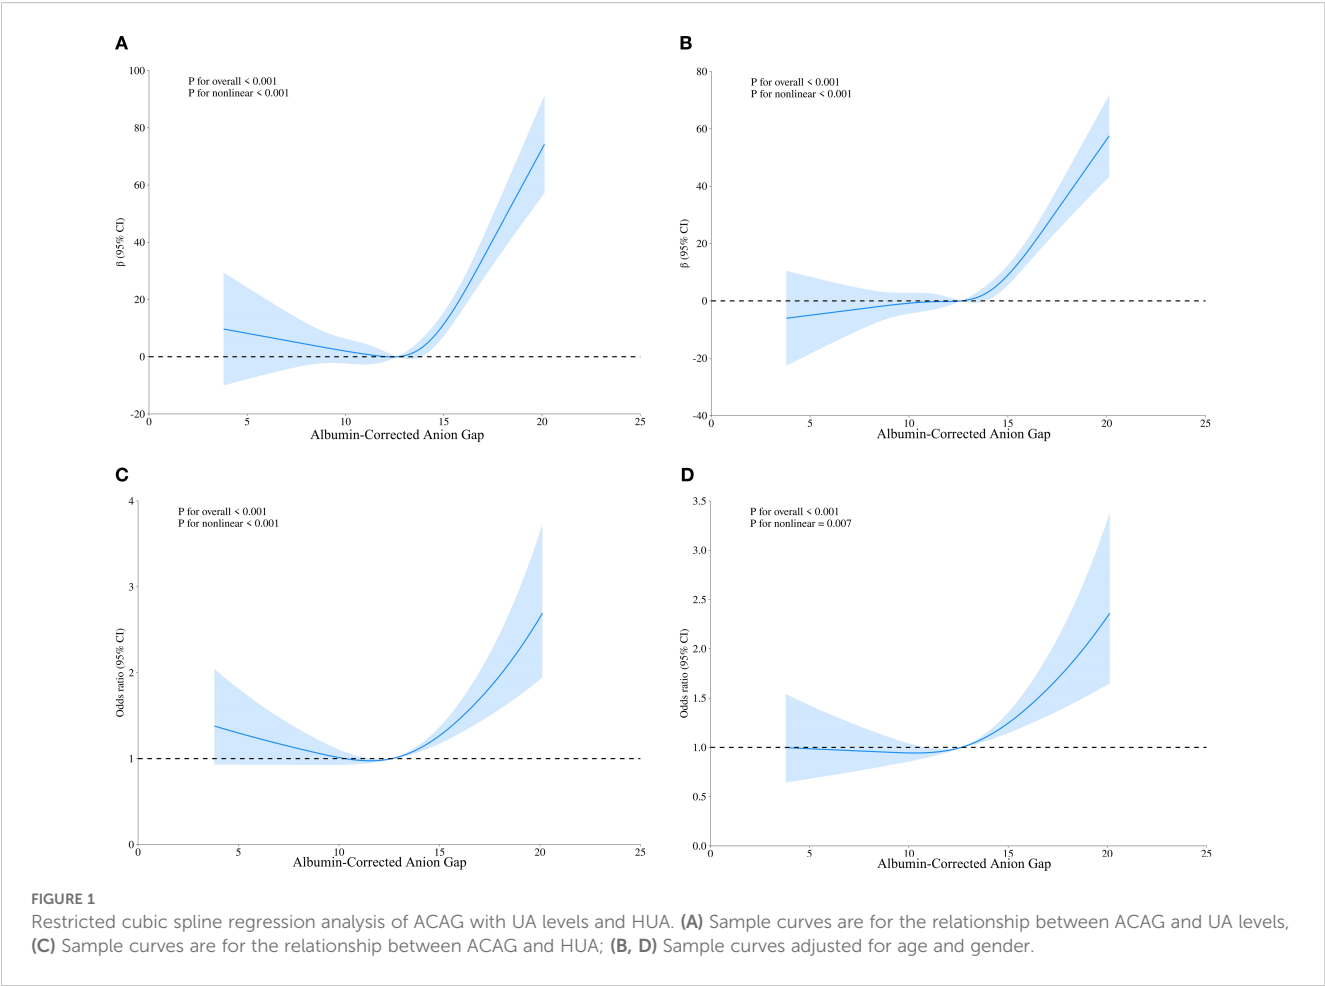 A
P for overall < 0.001
P for nonlinear < 0.001
β (95% CI)
100
80
60
40
20
0
-20
0 5 10 15 20 25
Albumin-Corrected Anion Gap
B
P for overall < 0.001
P for nonlinear < 0.001
β (95% CI)
80
60
40
20
0
-20
-40
0 5 10 15 20 25
Albumin-Corrected Anion Gap
C
P for overall < 0.001
P for nonlinear < 0.001
Odds ratio (95% CI)
4
3
2
1
0
0 5 10 15 20 25
Albumin-Corrected Anion Gap
D
P for overall < 0.001
P for nonlinear = 0.007
Odds ratio (95% CI)
3.5
3.0
2.5
2.0
1.5
1.0
0.5
0.0
0 5 10 15 20 25
Albumin-Corrected Anion Gap
FIGURE 1
Restricted cubic spline regression analysis of ACAG with UA levels and HUA. (A) Sample curves are for the relationship between ACAG and UA levels,
(C) Sample curves are for the relationship between ACAG and HUA; (B, D) Sample curves adjusted for age and gender.